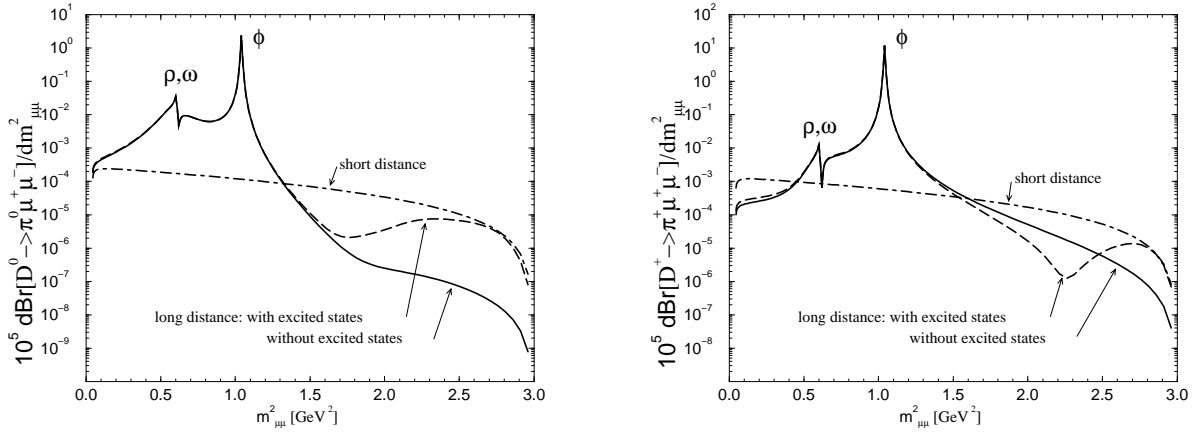 10^1
10^0
10^-1
10^-2
10^-3
10^-4
10^-5
10^-6
10^-7
10^-8
10^-9
10^5 dBr[D^0->π^0μ^+μ^-]/dm^2_μμ
ϕ
ρ,ω
short distance
long distance: with excited states
without excited states
0.0 0.5 1.0 1.5 2.0 2.5 3.0
m^2_μμ [GeV^2]
10^2
10^1
10^0
10^-1
10^-2
10^-3
10^-4
10^-5
10^-6
10^-7
10^-8
10^5 dBr[D^+->π^+μ^+μ^-]/dm^2_μμ
ϕ
ρ,ω
short distance
long distance: with excited states
without excited states
0.0 0.5 1.0 1.5 2.0 2.5 3.0
m^2_μμ [GeV^2]